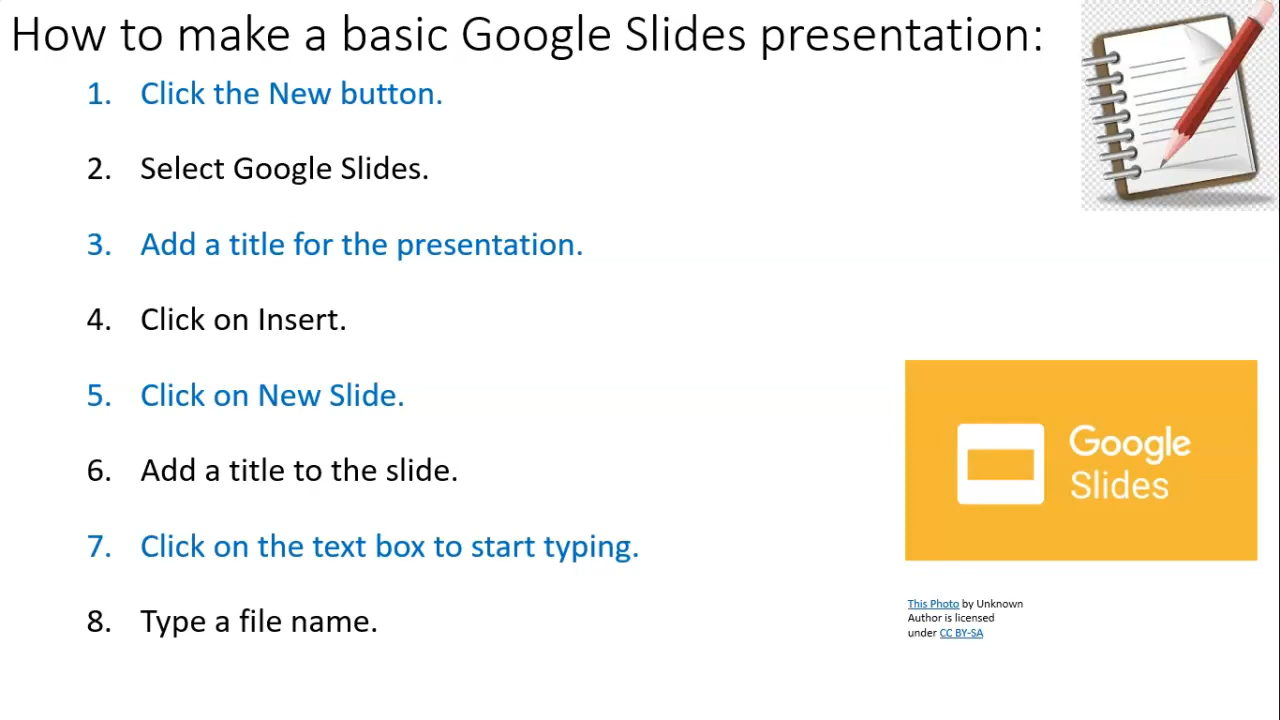 How to make a basic Google Slides presentation:
1. Click the New button.
2. Select Google Slides.
3. Add a title for the presentation.
4. Click on Insert.
5. Click on New Slide.
6. Add a title to the slide.
7. Click on the text box to start typing.
8. Type a file name.
Google
Slides
This Photo by Unknown
Author is licensed
under CC BY-SA